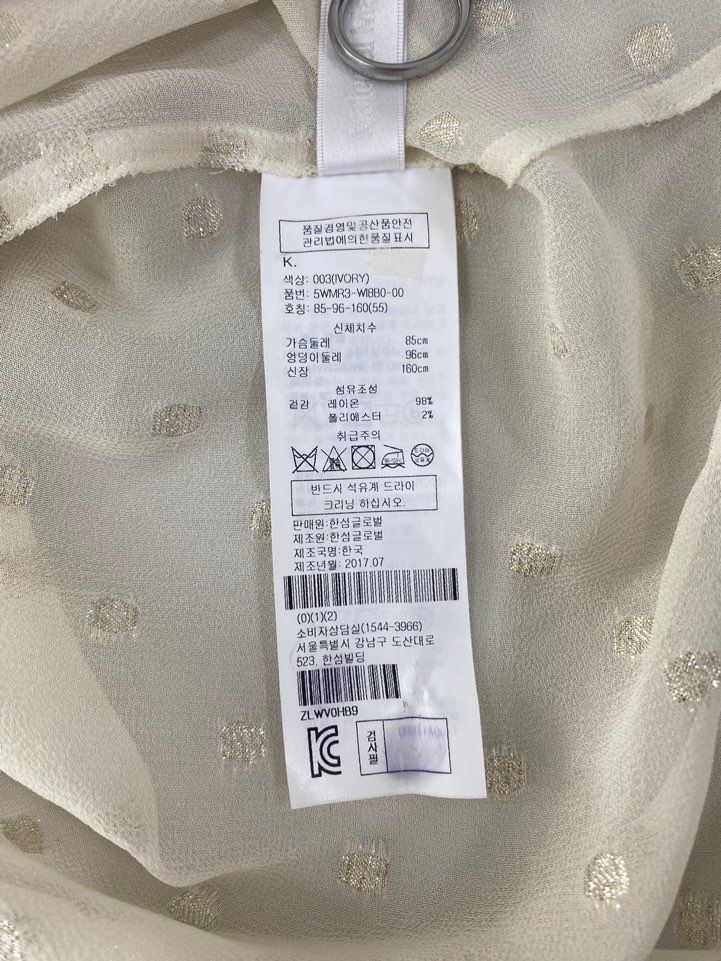 품질경영및공산품안전
관리법에의한품질표시
K.
색상: 003(IVORY)
품번: 5WMR3-WI8B0-00
호칭: 85-96-160(55)
신체치수
가슴둘레 85cm
엉덩이둘레 96cm
신장 160cm
섬유조성
겉감 레이온 98%
폴리에스터 2%
취급주의
반드시 석유계 드라이
크리닝 하십시오.
판매원:한섬글로벌
제조원:한섬글로벌
제조국명:한국
제조년월: 2017.07
(0)(1)(2)
소비자상담실(1544-3966)
서울특별시 강남구 도산대로
523, 한섬빌딩
ZLWV0HB9
검사필